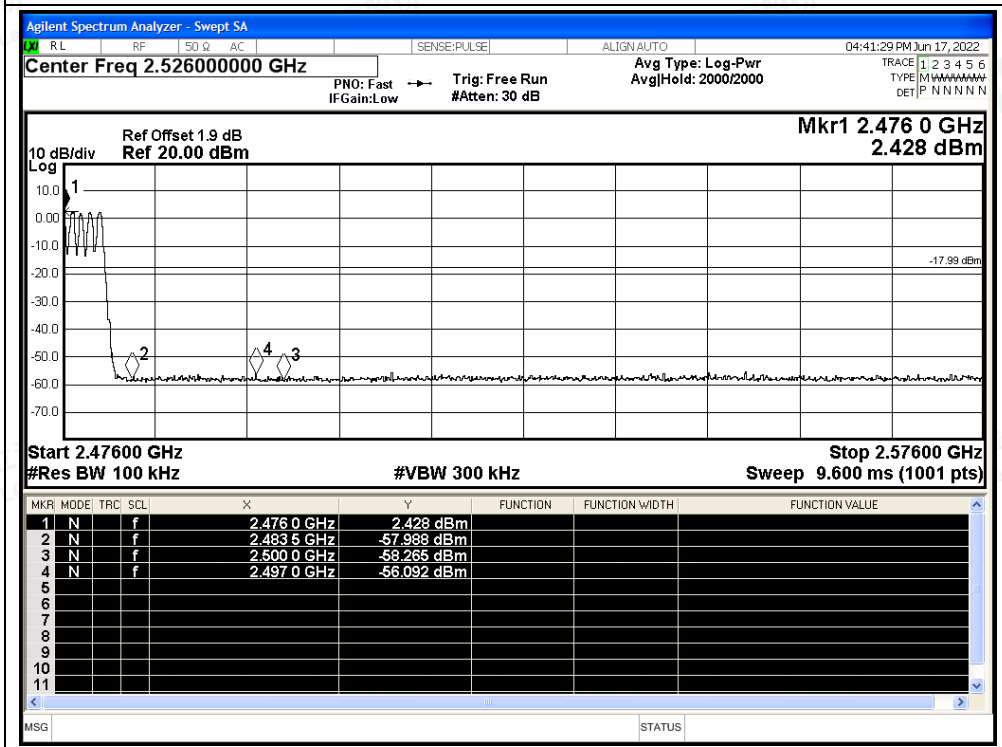 Agilent Spectrum Analyzer - Swept SA
LXI RL RF 50 Ω AC SENSE:PULSE ALIGN AUTO 04:41:29 PM Jun 17, 2022
Center Freq 2.526000000 GHz
PNO: Fast
IFGain:Low
Trig: Free Run
#Atten: 30 dB
Avg Type: Log-Pwr
Avg|Hold: 2000/2000
TRACE 1 2 3 4 5 6
TYPE M WWWWW
DET P N N N N N
Mkr1 2.476 0 GHz
2.428 dBm
Ref Offset 1.9 dB
10 dB/div Ref 20.00 dBm
Log
10.0
0.00
-10.0
-20.0
-30.0
-40.0
-50.0
-60.0
-70.0
1
2
4
3
-17.99 dBm
Start 2.47600 GHz Stop 2.57600 GHz
#Res BW 100 kHz #VBW 300 kHz Sweep 9.600 ms (1001 pts)
MKR MODE TRC SCL X Y FUNCTION FUNCTION WIDTH FUNCTION VALUE
1 N f 2.476 0 GHz 2.428 dBm
2 N f 2.483 5 GHz -57.988 dBm
3 N f 2.500 0 GHz -58.265 dBm
4 N f 2.497 0 GHz -56.092 dBm
5
6
7
8
9
10
11
MSG STATUS